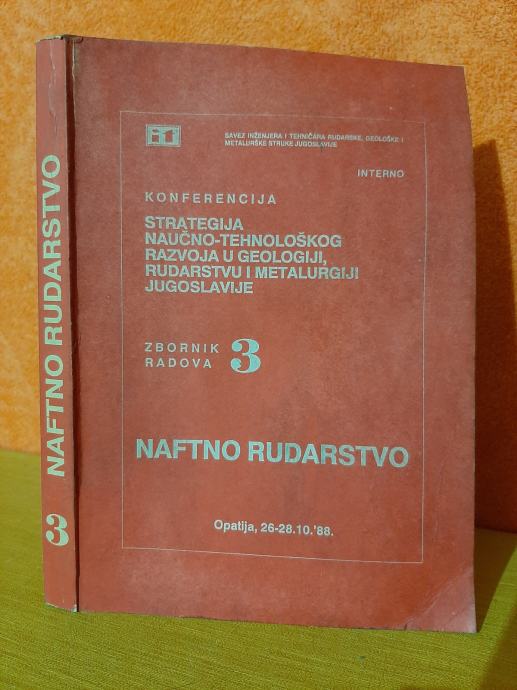 SAVEZ INŽENJERA I TEHNIČARA RUDARSKE, GEOLOŠKE I
METALURŠKE STRUKE JUGOSLAVIJE
INTERNO
KONFERENCIJA
STRATEGIJA
NAUČNO-TEHNOLOŠKOG
RAZVOJA U GEOLOGIJI,
RUDARSTVU I METALURGIJI
JUGOSLAVIJE
ZBORNIK
RADOVA 3
NAFTNO RUDARSTVO
Opatija, 26-28.10.'88.
NAFTNO RUDARSTVO
3